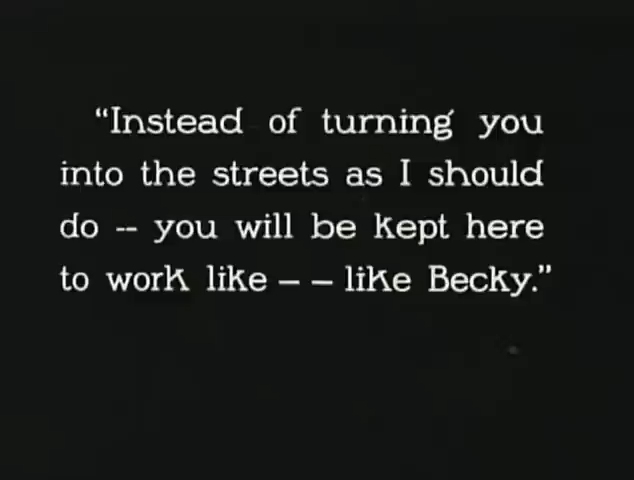 “Instead of turning you
into the streets as I should
do -- you will be kept here
to work like – – like Becky.”